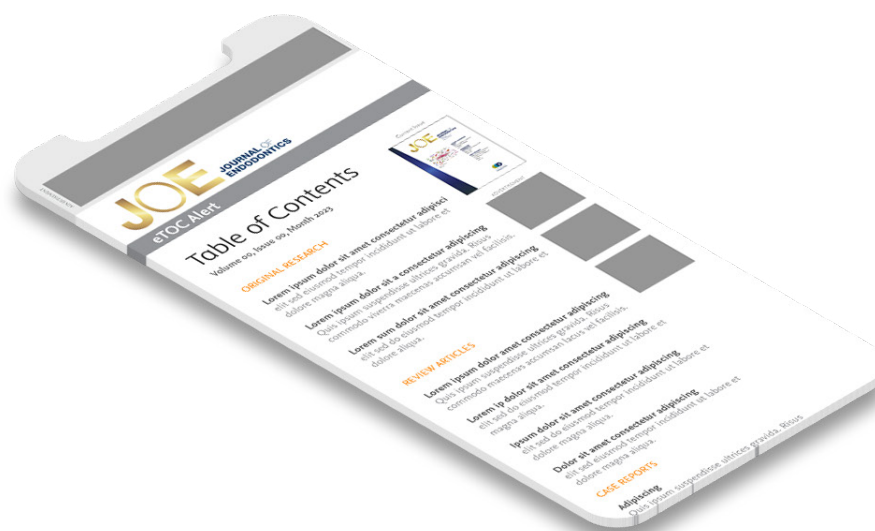 ADVERTISEMENT
JOE
JOURNAL OF
ENDODONTICS
eTOC Alert
Table of Contents
Volume 00, Issue 00, Month 2023
Current Issue
JOE
ADVERTISEMENT
ORIGINAL RESEARCH
Lorem ipsum dolor sit amet consectetur adipisci
elit sed eiusmod tempor incididunt ut labore et
dolore magna aliqua.
Lorem ipsum dolor sit a consectetur adipiscing
Quis ipsum suspendisse ultrices gravida. Risus
commodo viverra maecenas accumsan vel facilisis.
Lorem sum dolor sit amet consectetur adipiscing
elit sed do eiusmod tempor incididunt ut labore et
dolore aliqua.
REVIEW ARTICLES
Lorem ipsum dolor amet consectetur adipiscing
Quis ipsum suspendisse ultrices gravida. Risus
commodo maecenas accumsan lacus vel facilisis.
Lorem ip dolor sit amet consectetur adipiscing
elit sed do eiusmod tempor incididunt ut labore et
magna aliqua.
Ipsum dolor sit amet consectetur adipiscing
elit sed do eiusmod tempor incididunt ut labore et
dolore magna aliqua.
Dolor sit amet consectetur adipiscing
elit sed do eiusmod tempor incididunt ut labore et
magna aliqua.
CASE REPORTS
Adipiscing
Quis ipsum suspendisse ultrices gravida. Risus